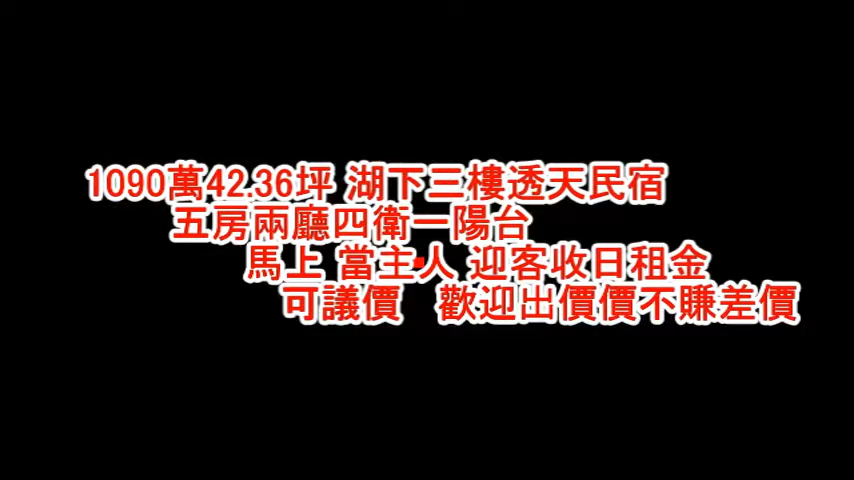 1090萬42.36坪 湖下三樓透天民宿
五房兩廳四衛一陽台
馬上 當主人 迎客收日租金
可議價 歡迎出價價不賺差價